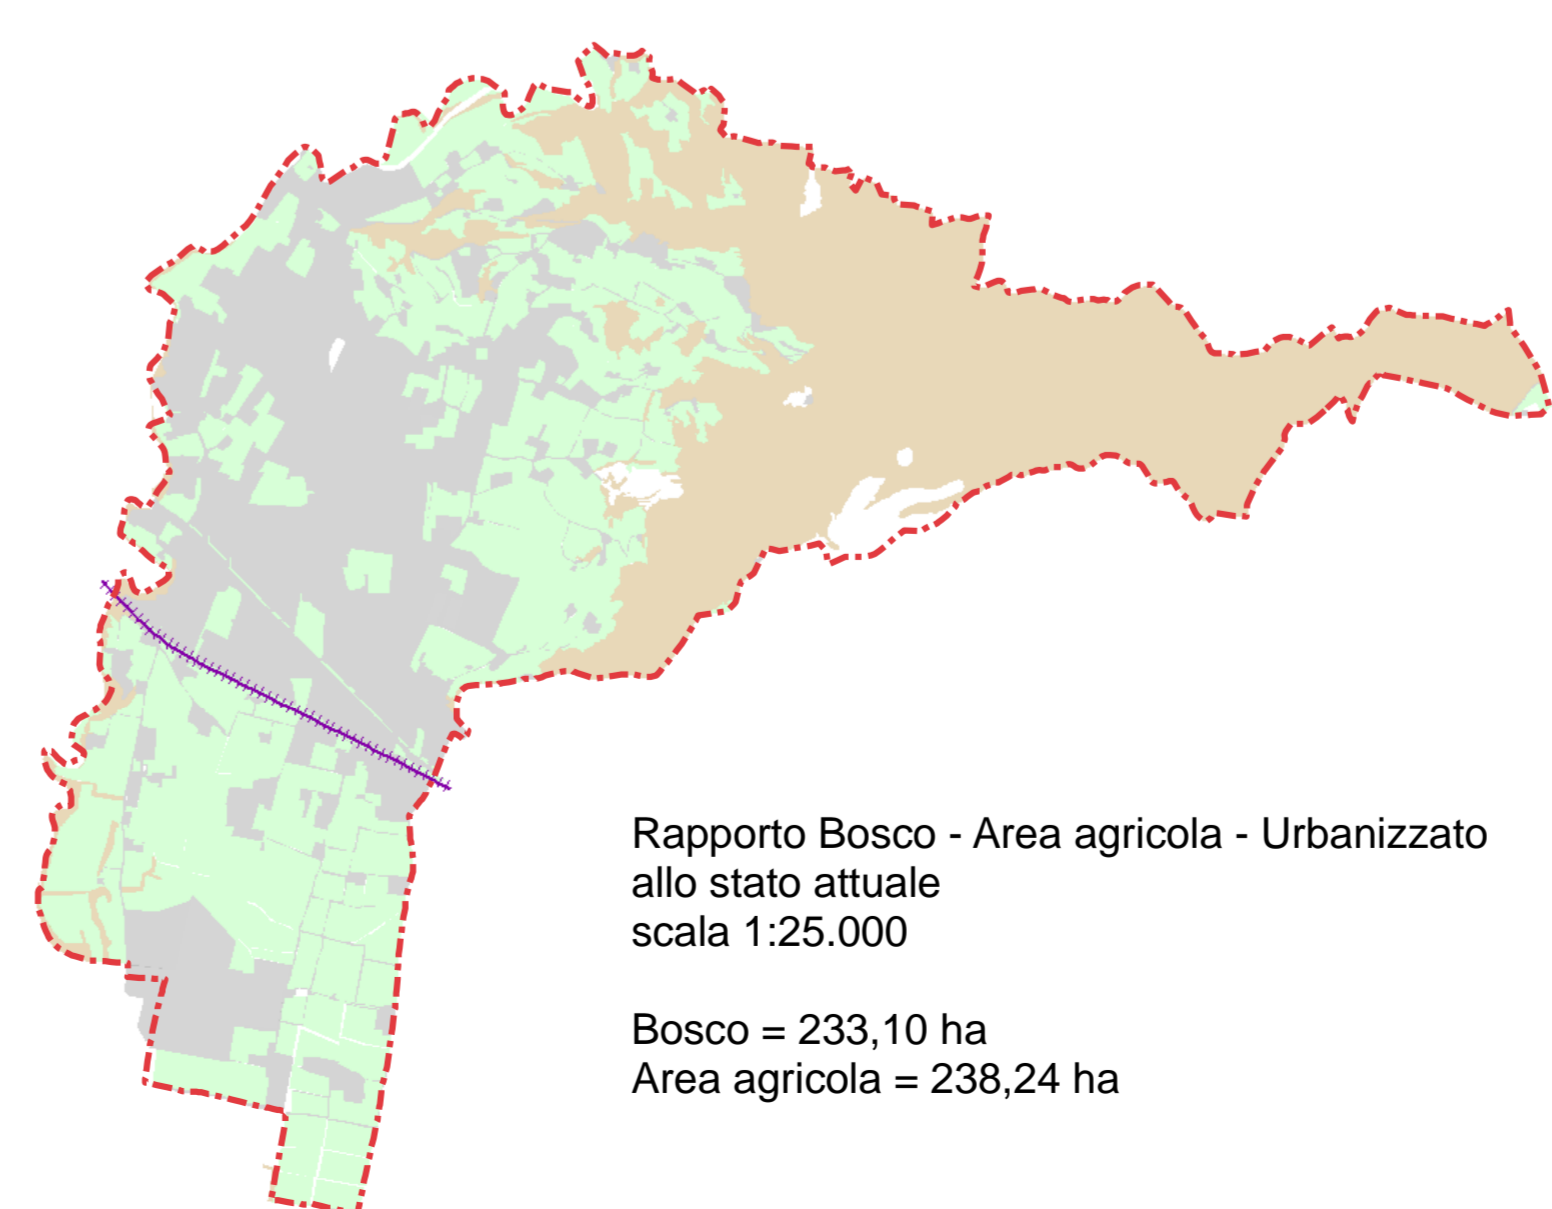 Rapporto Bosco - Area agricola - Urbanizzato
allo stato attuale
scala 1:25.000
Bosco = 233,10 ha
Area agricola = 238,24 ha